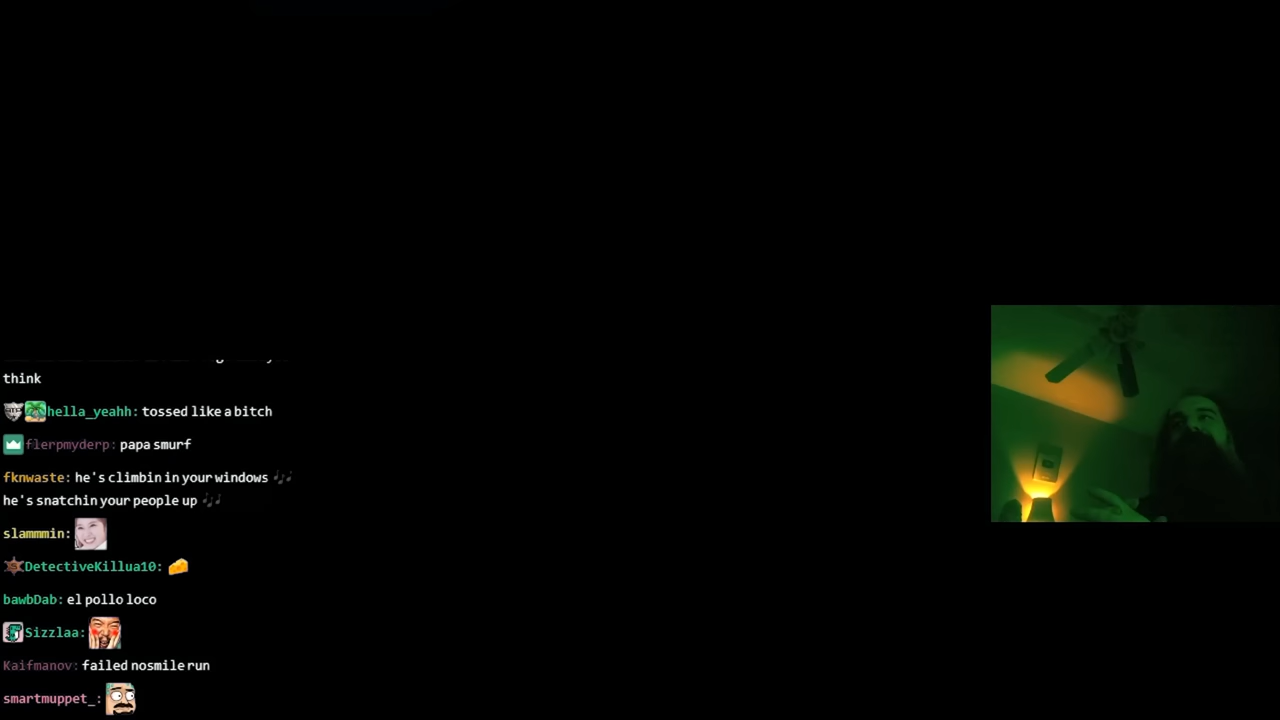 think
hella_yeahh: tossed like a bitch
flerpmyderp: papa smurf
fknwaste: he's climbin in your windows 🎶
he's snatchin your people up 🎶
slammmin:
DetectiveKillua10: 🧀
bawbDab: el pollo loco
Sizzlaa:
Kaifmanov: failed nosmile run
smartmuppet_: